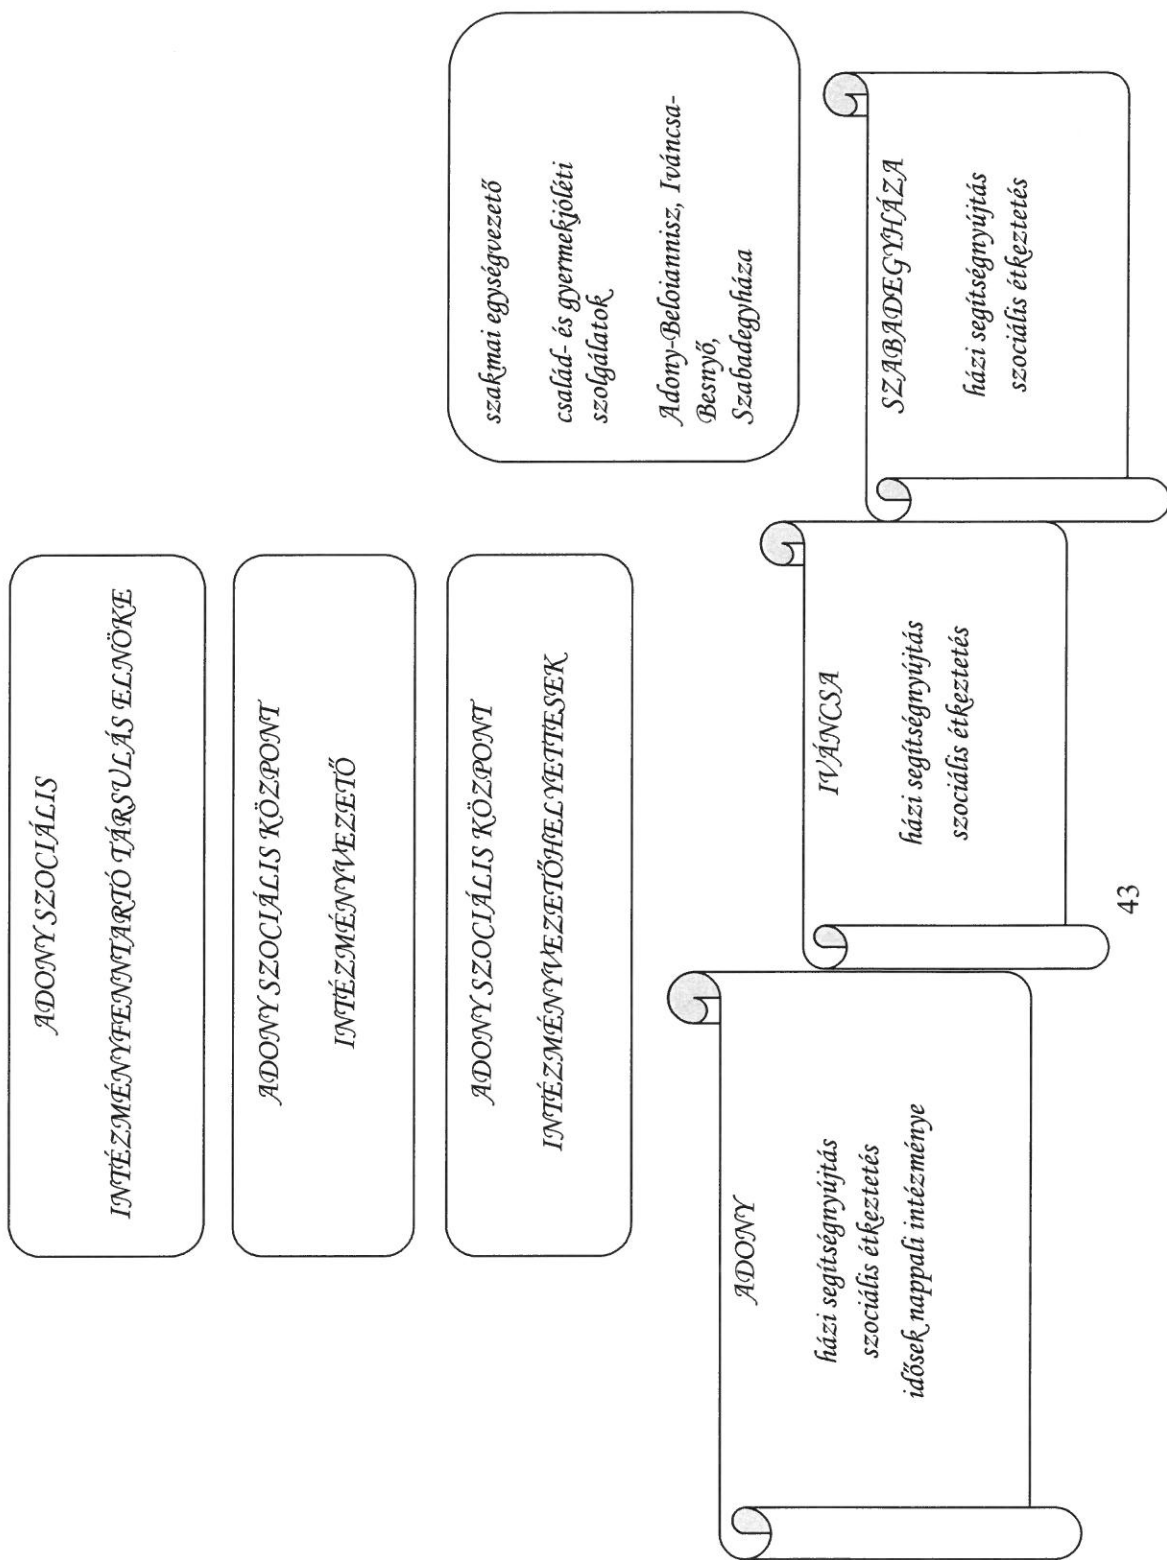 ADONY SZOCIÁLIS
INTÉZMÉNYFENNTARTÓ TÁRSULÁS ELNÖKE
ADONY SZOCIÁLIS KÖZPONT
INTÉZMÉNYVEZETŐ
ADONY SZOCIÁLIS KÖZPONT
INTÉZMÉNYVEZETŐHELYETTESEK
szakmai egységvezető
család- és gyermekjóléti
szolgálatok
Adony-Beloiannisz, Iváncsa-
Besnyő,
Szabadegyháza
ADONY
házi segítségnyújtás
szociális étkeztetés
idősek nappali intézménye
IVÁNCSA
házi segítségnyújtás
szociális étkeztetés
SZABADEGYHÁZA
házi segítségnyújtás
szociális étkeztetés
43